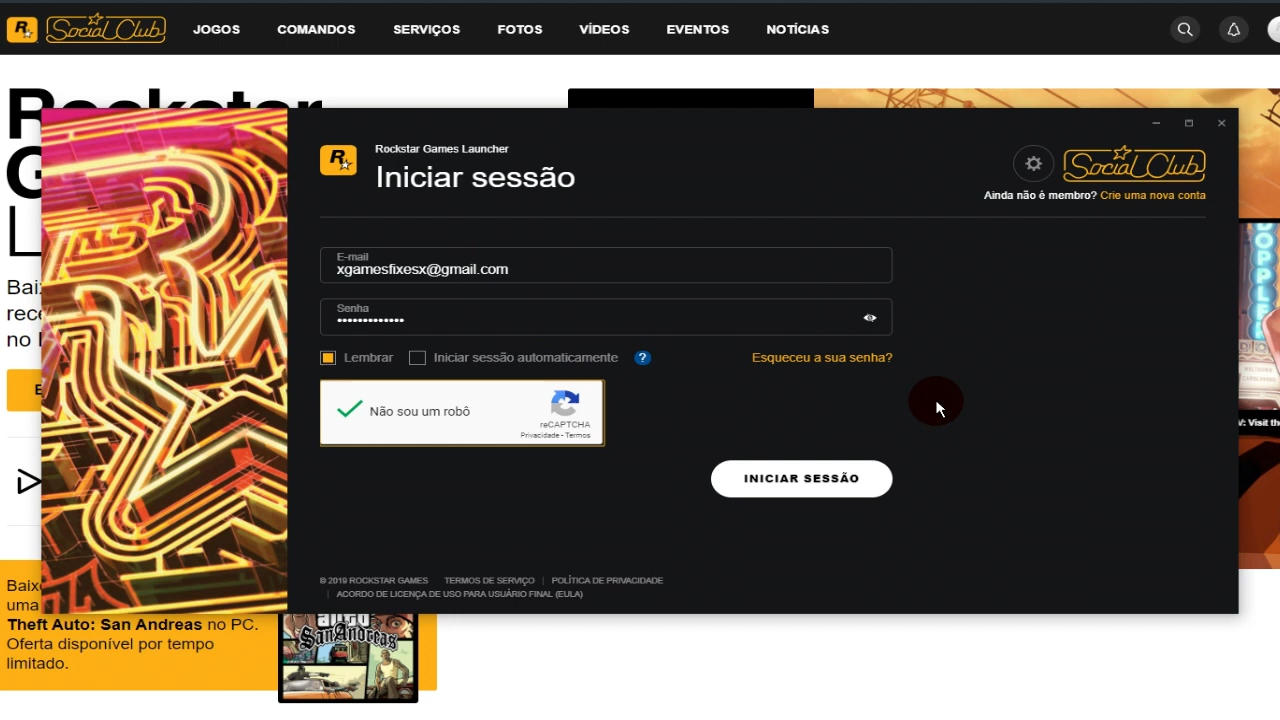 Social Club
JOGOS
COMANDOS
SERVIÇOS
FOTOS
VÍDEOS
EVENTOS
NOTÍCIAS
Rockstar
Rockstar Games Launcher
Iniciar sessão
Social Club
Ainda não é membro? Crie uma nova conta
E-mail
xgamesfixesx@gmail.com
Senha
•••••••••••••
Lembrar
Iniciar sessão automaticamente
?
Esqueceu a sua senha?
Não sou um robô
reCAPTCHA
Privacidade - Termos
INICIAR SESSÃO
© 2019 ROCKSTAR GAMES
TERMOS DE SERVIÇO
POLÍTICA DE PRIVACIDADE
ACORDO DE LICENÇA DE USO PARA USUÁRIO FINAL (EULA)
V: Visit
uma
Theft Auto: San Andreas no PC.
Oferta disponível por tempo
limitado.
San Andreas